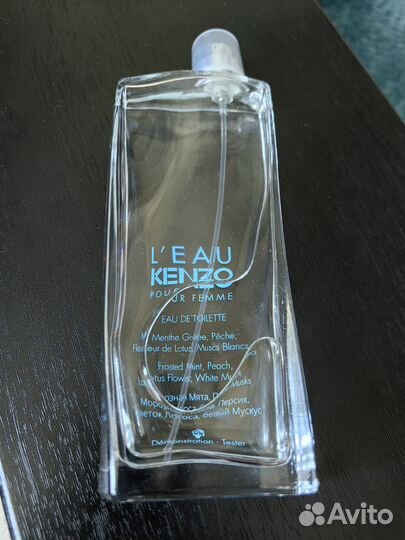 L'EAU
KENZO
POUR FEMME
EAU DE TOILETTE
Menthe Givrée, Pêche,
Fleur de Lotus, Muscs Blancs
Frosted Mint, Peach,
Lotus Flower, White Musks
Морозная Мята, Персик,
Цветок Лотоса, Белый Мускус
Démonstration - Tester
Avito